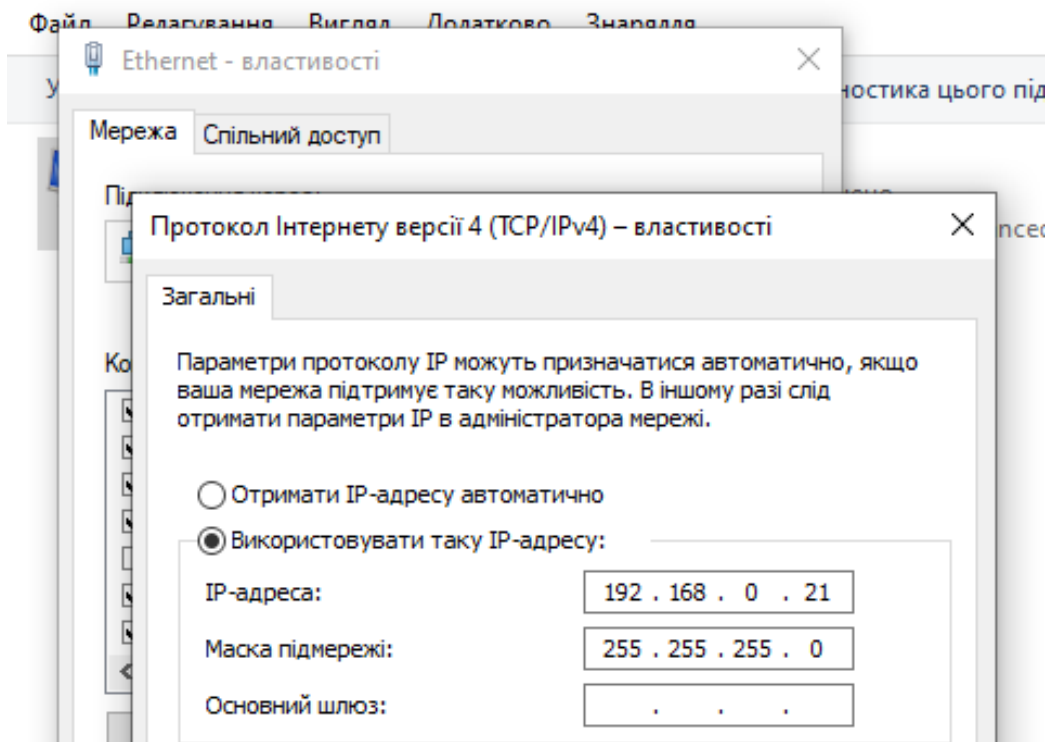 Файл Редагування Вигляд Додатково Знаряддя
Ethernet - властивості
ностика цього під
Мережа Спільний доступ
Протокол Інтернету версії 4 (TCP/IPv4) – властивості
Загальні
Параметри протоколу IP можуть призначатися автоматично, якщо
ваша мережа підтримує таку можливість. В іншому разі слід
отримати параметри IP в адміністратора мережі.
Отримати IP-адресу автоматично
Використовувати таку IP-адресу:
IP-адреса: 192 . 168 . 0 . 21
Маска підмережі: 255 . 255 . 255 . 0
Основний шлюз: . . .